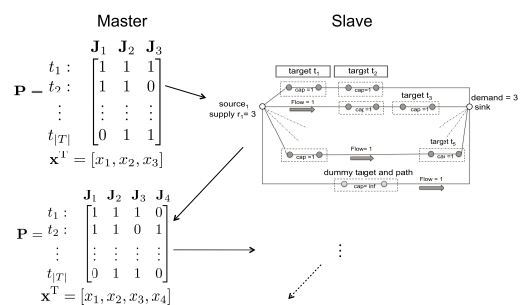 Master
Slave
J₁ J₂ J₃
t₁ : 1 1 1
P = t₂ : 1 1 0
⋮ ⋮ ⋮ ⋮
t|T| 0 1 1
xᵀ = [x₁, x₂, x₃]
target t₁ target t₂
cap =1 cap=1
target t₃
source₁
supply r₁= 3
Flow = 1
cap =1 cap =1
demand = 3
sink
target t₅
Flow= 1
cap =1 cap =1
dummy taget and path
cap= inf
Flow = 1
J₁ J₂ J₃ J₄
t₁ : 1 1 1 0
P = t₂ : 1 1 0 1
⋮ ⋮ ⋮ ⋮ ⋮
t|T| 0 1 1 0
⋮
xᵀ = [x₁, x₂, x₃, x₄]